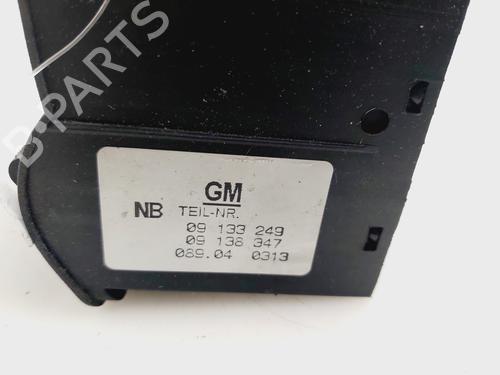 B-PARTS
GM
NB TEIL-NR.
09 133 249
09 138 347
089.04 0313